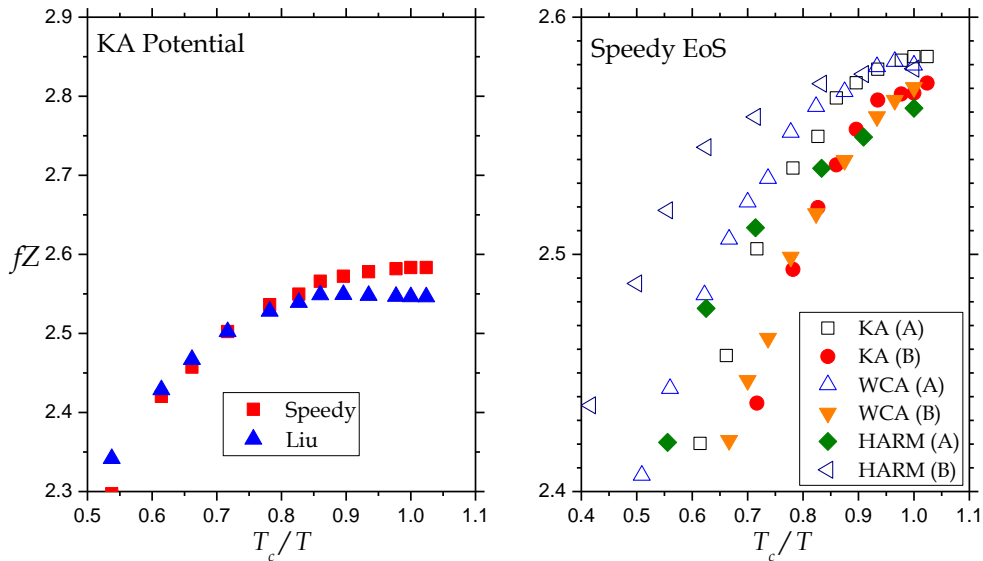 KA Potential
2.9
2.8
2.7
2.6
2.5
2.4
2.3
fZ
Speedy
Liu
0.5 0.6 0.7 0.8 0.9 1.0 1.1
T_c/T
Speedy EoS
2.6
2.5
2.4
KA (A)
KA (B)
WCA (A)
WCA (B)
HARM (A)
HARM (B)
0.4 0.5 0.6 0.7 0.8 0.9 1.0 1.1
T_c/T